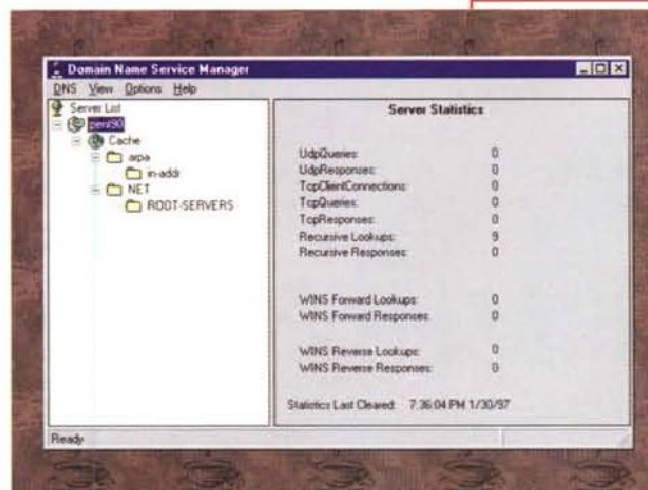 Domain Name Service Manager
DNS View Options Help
Server List
pent90
Cache
arpa
in-addr
NET
ROOT-SERVERS
Server Statistics
UdpQueries: 0
UdpResponses: 0
TcpClientConnections: 0
TcpQueries: 0
TcpResponses: 0
Recursive Lookups: 9
Recursive Responses: 0
WINS Forward Lookups: 0
WINS Forward Responses: 0
WINS Reverse Lookups: 0
WINS Reverse Responses: 0
Statistics Last Cleared: 7:36:04 PM 1/30/97
Ready